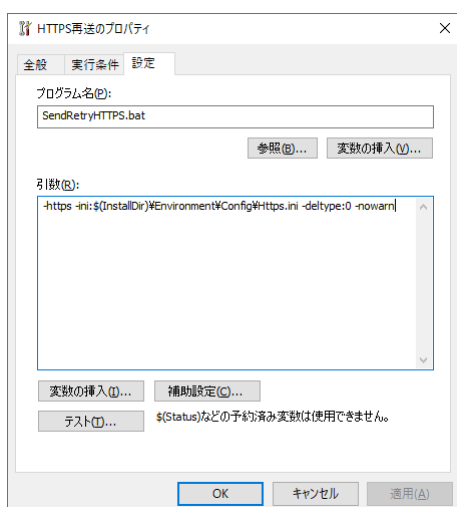 HTTPS再送のプロパティ
全般 実行条件 設定
プログラム名(P):
SendRetryHTTPS.bat
参照(B)... 変数の挿入(V)...
引数(R):
-https -ini:$(InstallDir)¥Environment¥Config¥Https.ini -deltype:0 -nowarn
変数の挿入(I)... 補助設定(C)...
テスト(T)... $(Status)などの予約済み変数は使用できません。
OK キャンセル 適用(A)